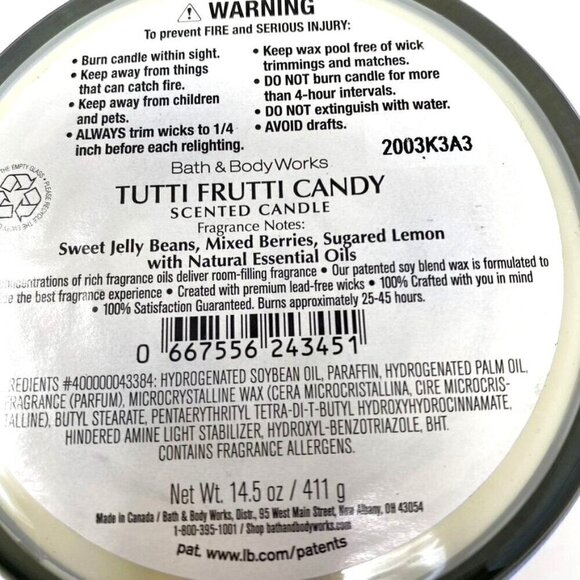 WARNING
To prevent FIRE and SERIOUS INJURY:
• Burn candle within sight.
• Keep away from things
that can catch fire.
• Keep away from children
and pets.
• ALWAYS trim wicks to 1/4
inch before each relighting.
• Keep wax pool free of wick
trimmings and matches.
• DO NOT burn candle for more
than 4-hour intervals.
• DO NOT extinguish with water.
• AVOID drafts.
2003K3A3
Bath & Body Works
TUTTI FRUTTI CANDY
SCENTED CANDLE
Fragrance Notes:
Sweet Jelly Beans, Mixed Berries, Sugared Lemon
with Natural Essential Oils
of rich fragrance oils deliver room-filling fragrance • Our patented soy blend wax is formulated to
the best fragrance experience • Created with premium lead-free wicks • 100% Crafted with you in mind
• 100% Satisfaction Guaranteed. Burns approximately 25-45 hours.
0 667556 243451
#400000043384: HYDROGENATED SOYBEAN OIL, PARAFFIN, HYDROGENATED PALM OIL,
FRAGRANCE (PARFUM), MICROCRYSTALLINE WAX (CERA MICROCRISTALLINA, CIRE MICROCRIS-
TALLINE), BUTYL STEARATE, PENTAERYTHRITYL TETRA-DI-T-BUTYL HYDROXYHYDROCINNAMATE,
HINDERED AMINE LIGHT STABILIZER, HYDROXYL-BENZOTRIAZOLE, BHT.
CONTAINS FRAGRANCE ALLERGENS.
Net Wt. 14.5 oz / 411 g
Made in Canada / Bath & Body Works, Distr., 95 West Main Street, New Albany, OH 43054
1-800-395-1001 / Shop bathandbodyworks.com
pat. www.lb.com/patents